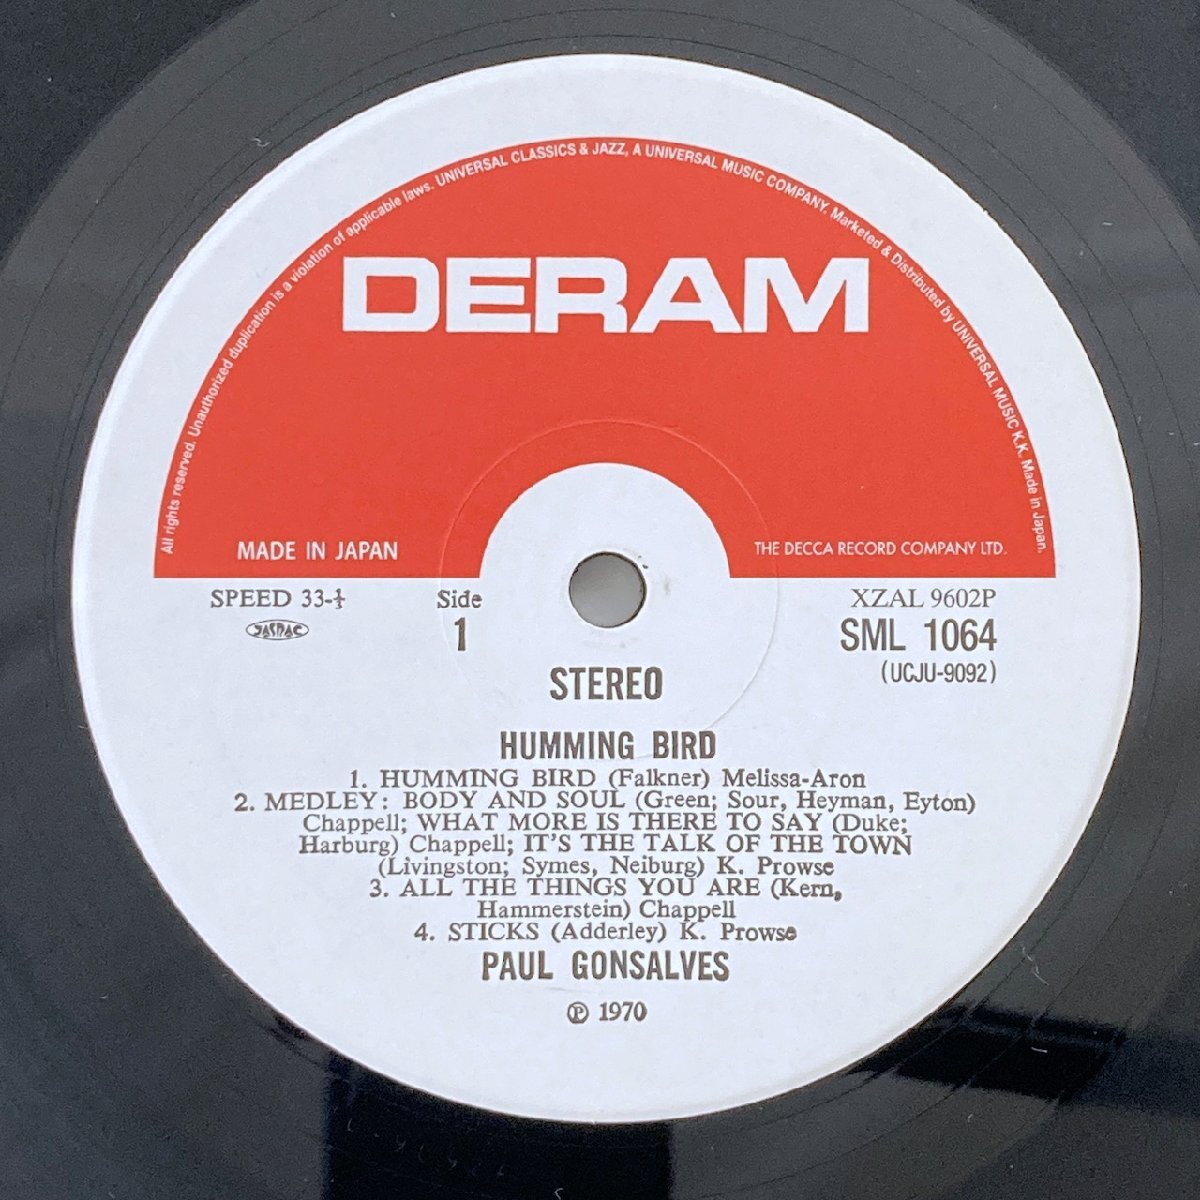 All rights reserved. Unauthorized duplication is a violation of applicable laws. UNIVERSAL CLASSICS & JAZZ, A UNIVERSAL MUSIC COMPANY. Marketed & Distributed by UNIVERSAL MUSIC K.K. Made in Japan.
DERAM
MADE IN JAPAN
THE DECCA RECORD COMPANY LTD.
SPEED 33-⅓
Side
XZAL 9602P
JASRAC
1
SML 1064
(UCJU-9092)
STEREO
HUMMING BIRD
1. HUMMING BIRD (Falkner) Melissa-Aron
2. MEDLEY: BODY AND SOUL (Green; Sour, Heyman, Eyton)
Chappell; WHAT MORE IS THERE TO SAY (Duke;
Harburg) Chappell; IT'S THE TALK OF THE TOWN
(Livingston; Symes, Neiburg) K. Prowse
3. ALL THE THINGS YOU ARE (Kern,
Hammerstein) Chappell
4. STICKS (Adderley) K. Prowse
PAUL GONSALVES
℗ 1970